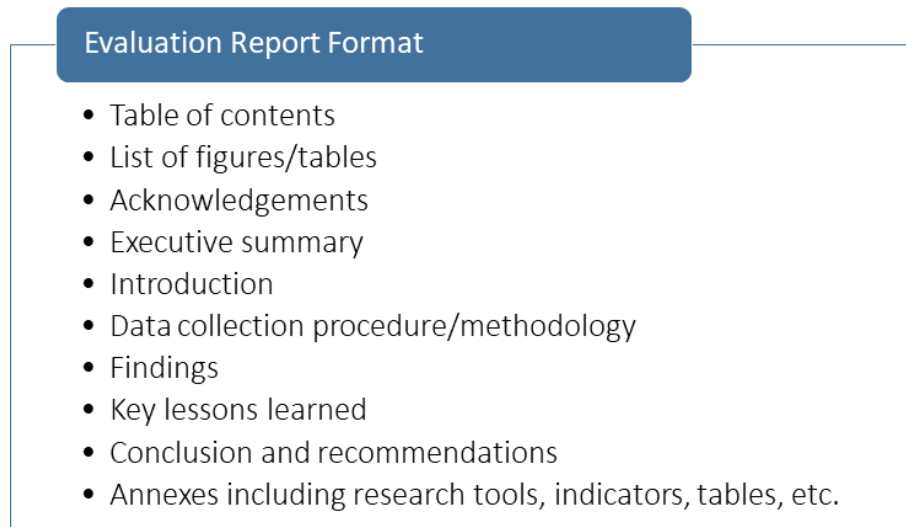 Evaluation Report Format
• Table of contents
• List of figures/tables
• Acknowledgements
• Executive summary
• Introduction
• Data collection procedure/methodology
• Findings
• Key lessons learned
• Conclusion and recommendations
• Annexes including research tools, indicators, tables, etc.